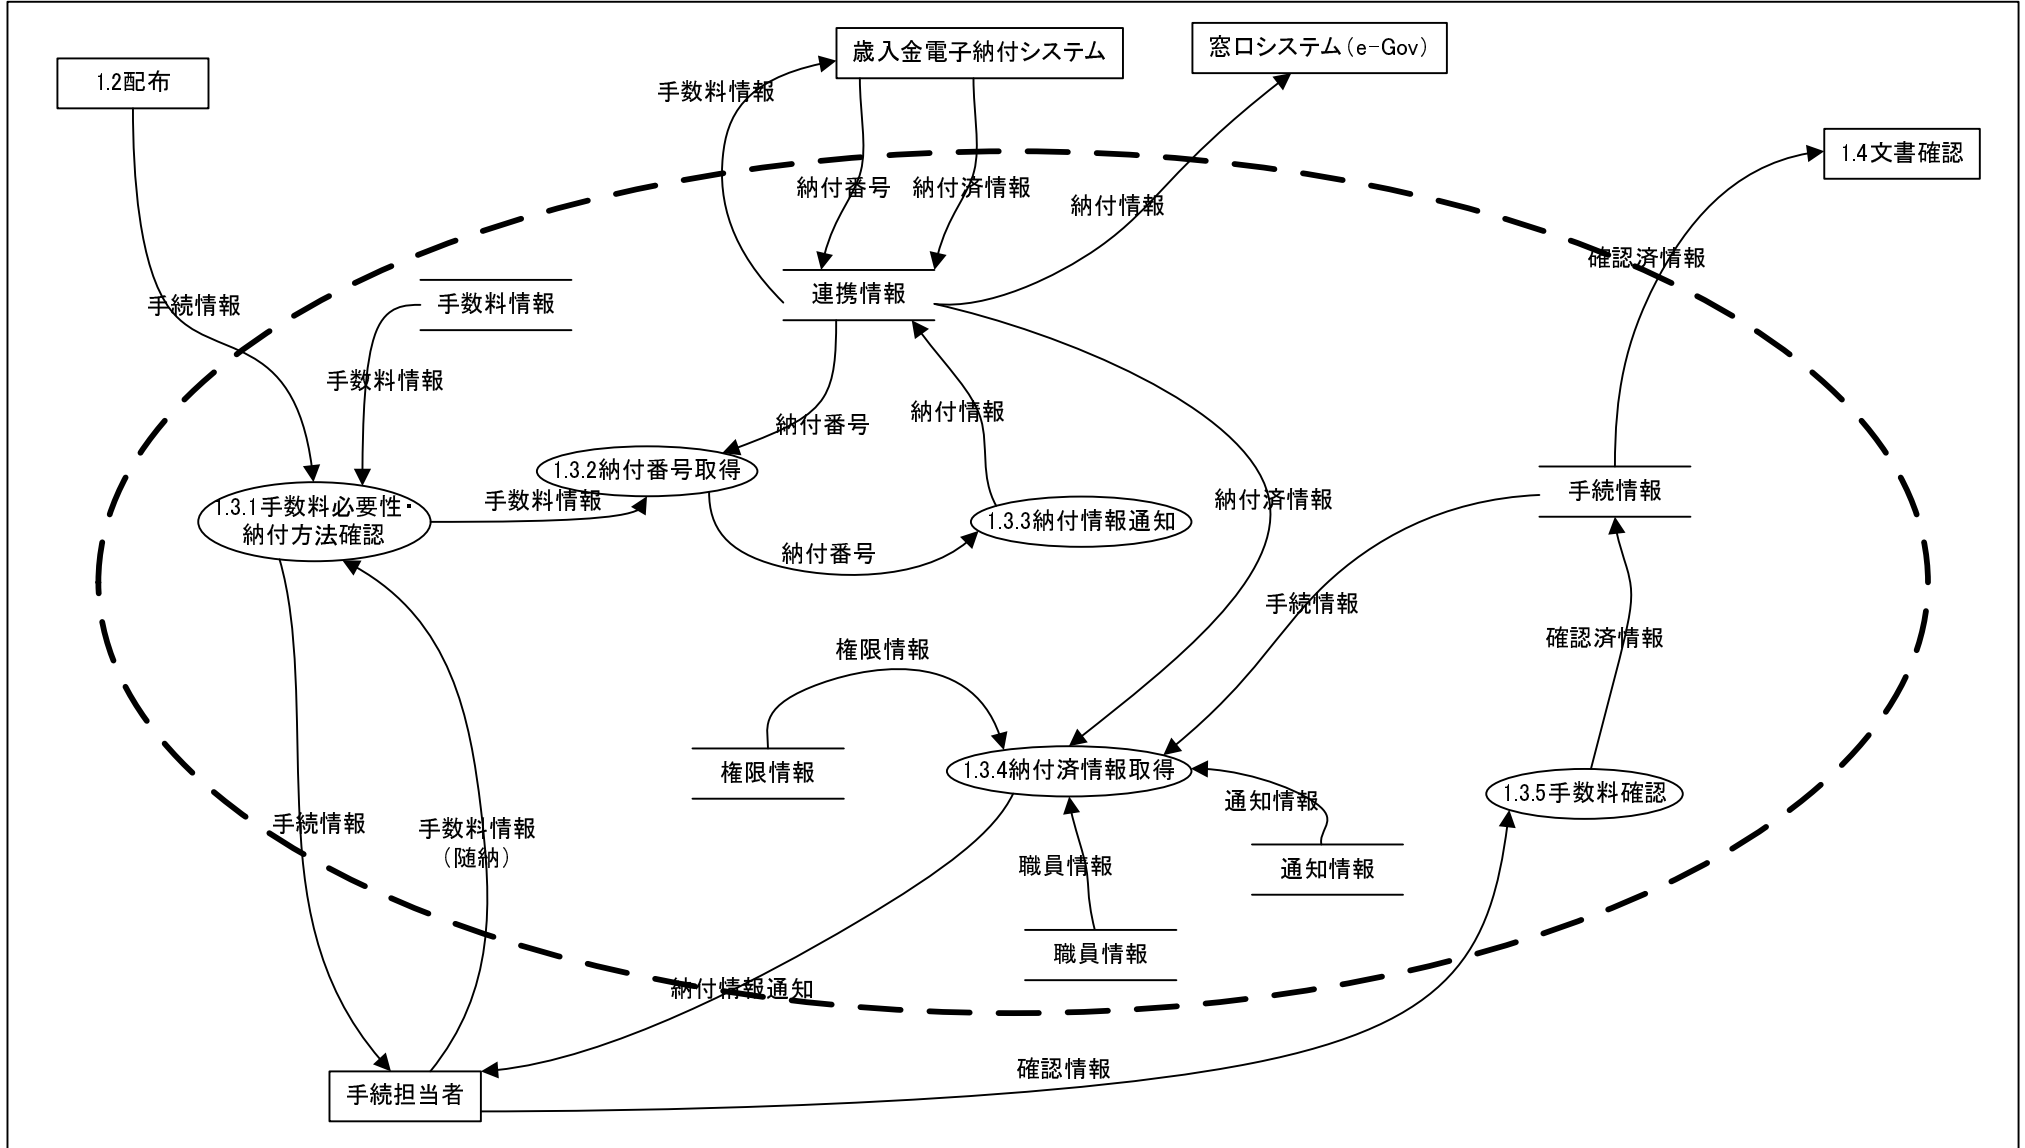 歳入金電子納付システム
窓口システム(e-Gov)
1.2配布
手数料情報
1.4文書確認
納付番号
納付済情報
納付情報
確認済情報
手続情報
手数料情報
連携情報
手数料情報
納付番号
納付情報
1.3.2納付番号取得
手数料情報
納付済情報
手続情報
1.3.1手数料必要性・
納付方法確認
1.3.3納付情報通知
納付番号
手続情報
確認済情報
権限情報
権限情報
1.3.4納付済情報取得
通知情報
1.3.5手数料確認
手続情報
手数料情報
(随納)
職員情報
通知情報
職員情報
納付情報通知
確認情報
手続担当者